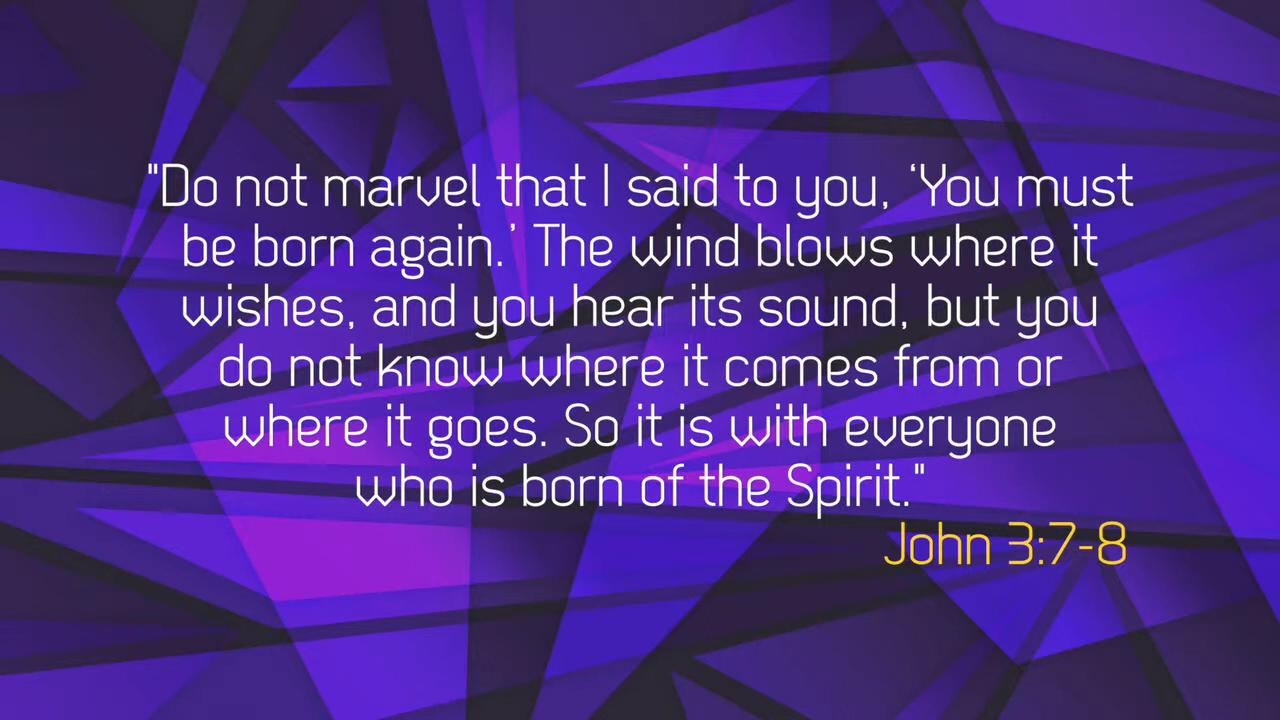 "Do not marvel that I said to you, ‘You must
be born again.’ The wind blows where it
wishes, and you hear its sound, but you
do not know where it comes from or
where it goes. So it is with everyone
who is born of the Spirit."
John 3:7-8